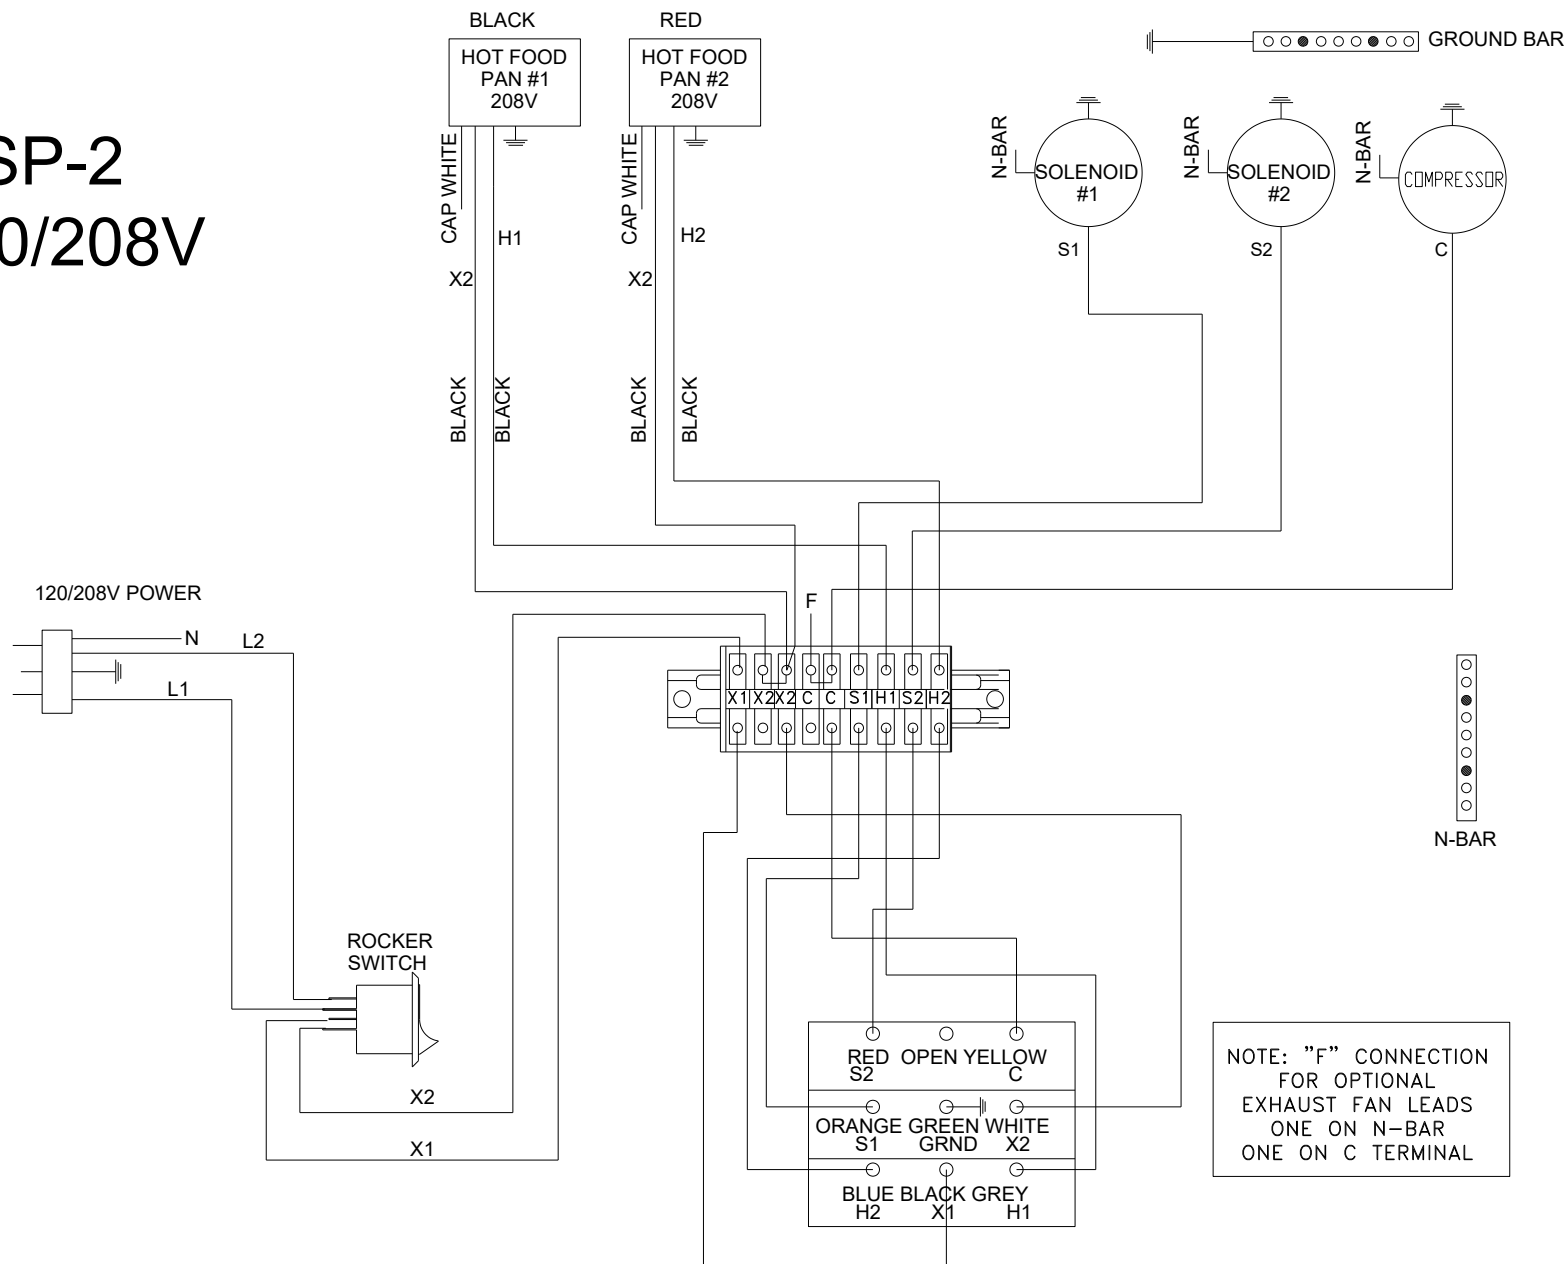 BLACK
RED
HOT FOOD
PAN #1
208V
HOT FOOD
PAN #2
208V
GROUND BAR
SP-2
0/208V
CAP WHITE
CAP WHITE
N-BAR
N-BAR
N-BAR
SOLENOID
#1
SOLENOID
#2
COMPRESSOR
H1
H2
X2
X2
S1
S2
C
BLACK
BLACK
BLACK
BLACK
120/208V POWER
N
L2
L1
F
X1 X2 X2 C C S1 H1 S2 H2
N-BAR
ROCKER
SWITCH
X2
X1
RED OPEN YELLOW
S2 C
ORANGE GREEN WHITE
S1 GRND X2
BLUE BLACK GREY
H2 X1 H1
NOTE: ”F” CONNECTION
FOR OPTIONAL
EXHAUST FAN LEADS
ONE ON N–BAR
ONE ON C TERMINAL